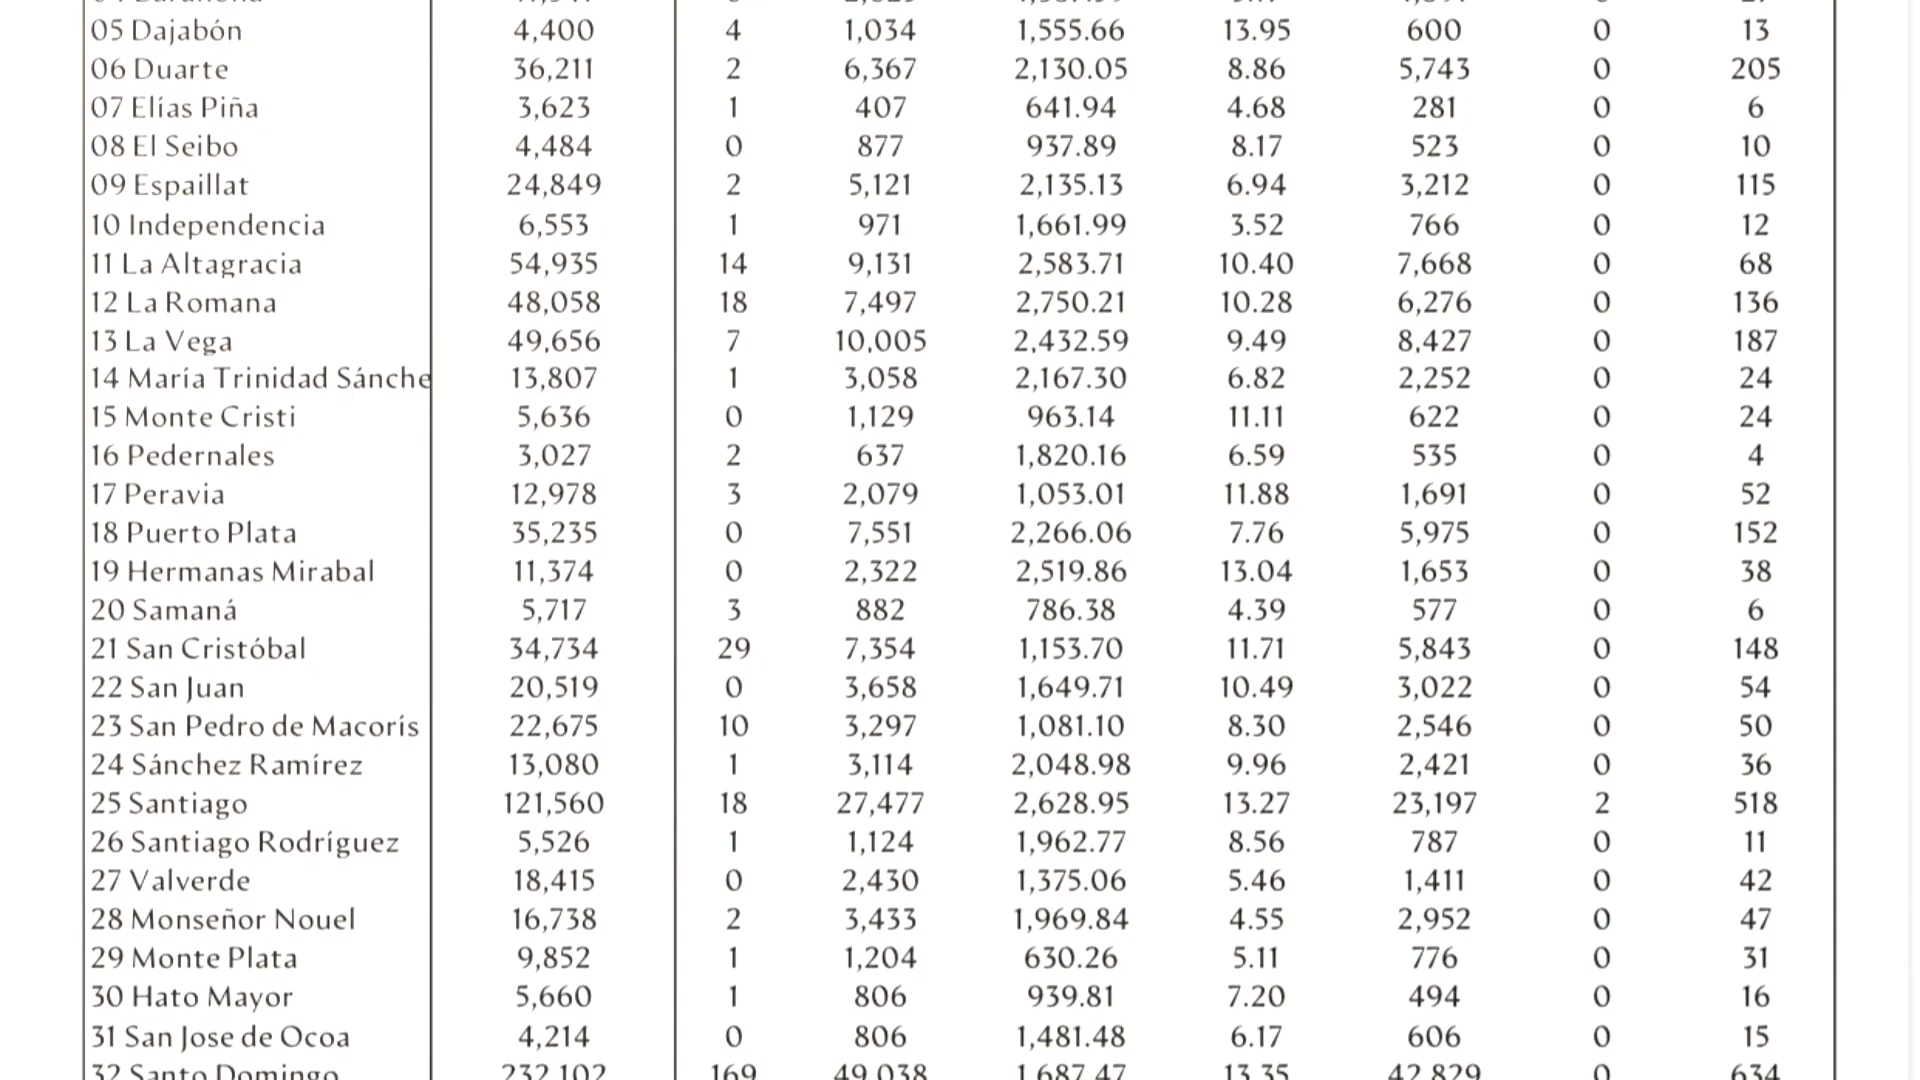 05 Dajabón 4,400 4 1,034 1,555.66 13.95 600 0 13
06 Duarte 36,211 2 6,367 2,130.05 8.86 5,743 0 205
07 Elías Piña 3,623 1 407 641.94 4.68 281 0 6
08 El Seibo 4,484 0 877 937.89 8.17 523 0 10
09 Espaillat 24,849 2 5,121 2,135.13 6.94 3,212 0 115
10 Independencia 6,553 1 971 1,661.99 3.52 766 0 12
11 La Altagracia 54,935 14 9,131 2,583.71 10.40 7,668 0 68
12 La Romana 48,058 18 7,497 2,750.21 10.28 6,276 0 136
13 La Vega 49,656 7 10,005 2,432.59 9.49 8,427 0 187
14 María Trinidad Sánche 13,807 1 3,058 2,167.30 6.82 2,252 0 24
15 Monte Cristi 5,636 0 1,129 963.14 11.11 622 0 24
16 Pedernales 3,027 2 637 1,820.16 6.59 535 0 4
17 Peravia 12,978 3 2,079 1,053.01 11.88 1,691 0 52
18 Puerto Plata 35,235 0 7,551 2,266.06 7.76 5,975 0 152
19 Hermanas Mirabal 11,374 0 2,322 2,519.86 13.04 1,653 0 38
20 Samaná 5,717 3 882 786.38 4.39 577 0 6
21 San Cristóbal 34,734 29 7,354 1,153.70 11.71 5,843 0 148
22 San Juan 20,519 0 3,658 1,649.71 10.49 3,022 0 54
23 San Pedro de Macorís 22,675 10 3,297 1,081.10 8.30 2,546 0 50
24 Sánchez Ramírez 13,080 1 3,114 2,048.98 9.96 2,421 0 36
25 Santiago 121,560 18 27,477 2,628.95 13.27 23,197 2 518
26 Santiago Rodríguez 5,526 1 1,124 1,962.77 8.56 787 0 11
27 Valverde 18,415 0 2,430 1,375.06 5.46 1,411 0 42
28 Monseñor Nouel 16,738 2 3,433 1,969.84 4.55 2,952 0 47
29 Monte Plata 9,852 1 1,204 630.26 5.11 776 0 31
30 Hato Mayor 5,660 1 806 939.81 7.20 494 0 16
31 San Jose de Ocoa 4,214 0 806 1,481.48 6.17 606 0 15
32 Santo Domingo 232,102 169 49,038 1,687.47 13.35 42,829 0 634